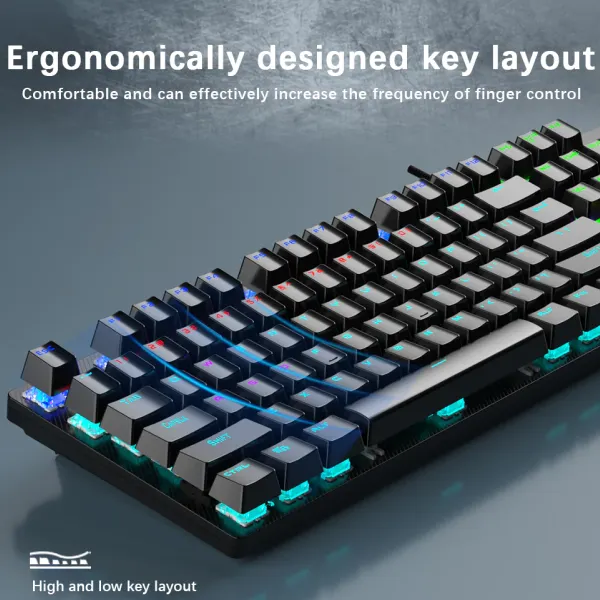 Ergonomically designed key layout
Comfortable and can effectively increase the frequency of finger control
High and low key layout